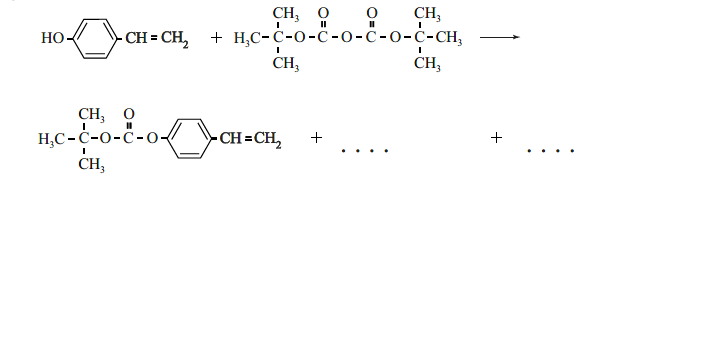 CH₃ O O CH₃
HO CH=CH₂ + H₃C-C-O-C-O-C-O-C-CH₃
CH₃ CH₃
CH₃ O
H₃C-C-O-C-O CH=CH₂ + .... + ....
CH₃